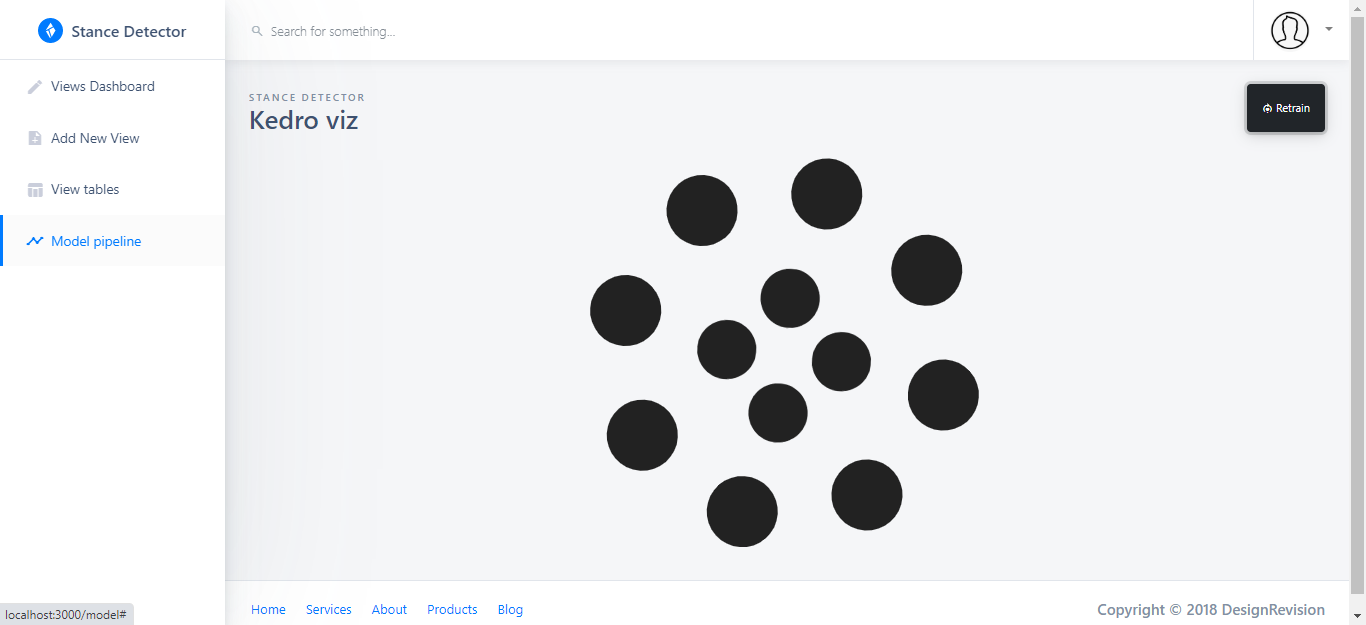 Stance Detector
Search for something...
Views Dashboard
Add New View
View tables
Model pipeline
STANCE DETECTOR
Kedro viz
Retrain
Home Services About Products Blog
Copyright © 2018 DesignRevision
localhost:3000/model#